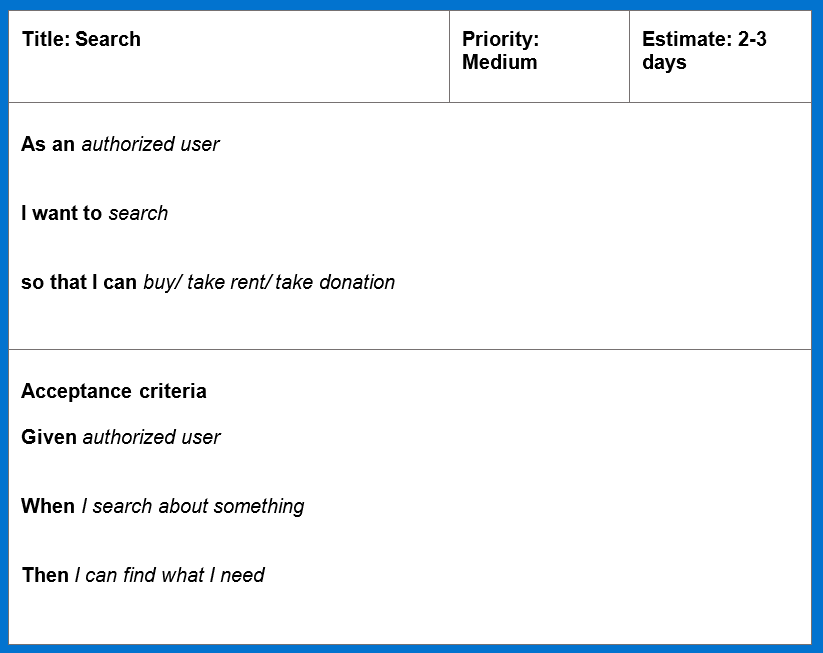 Title: Search
Priority:
Medium
Estimate: 2-3
days
As an authorized user
I want to search
so that I can buy/ take rent/ take donation
Acceptance criteria
Given authorized user
When I search about something
Then I can find what I need